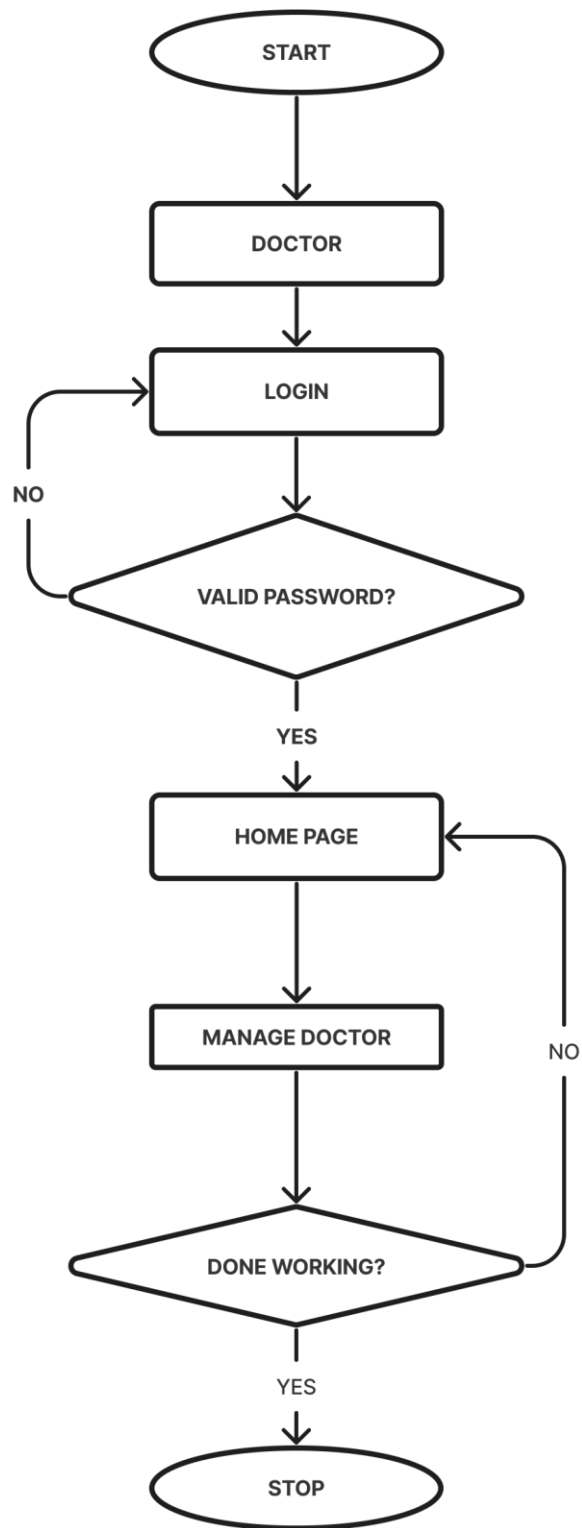 START
DOCTOR
LOGIN
NO
VALID PASSWORD?
YES
HOME PAGE
MANAGE DOCTOR
NO
DONE WORKING?
YES
STOP